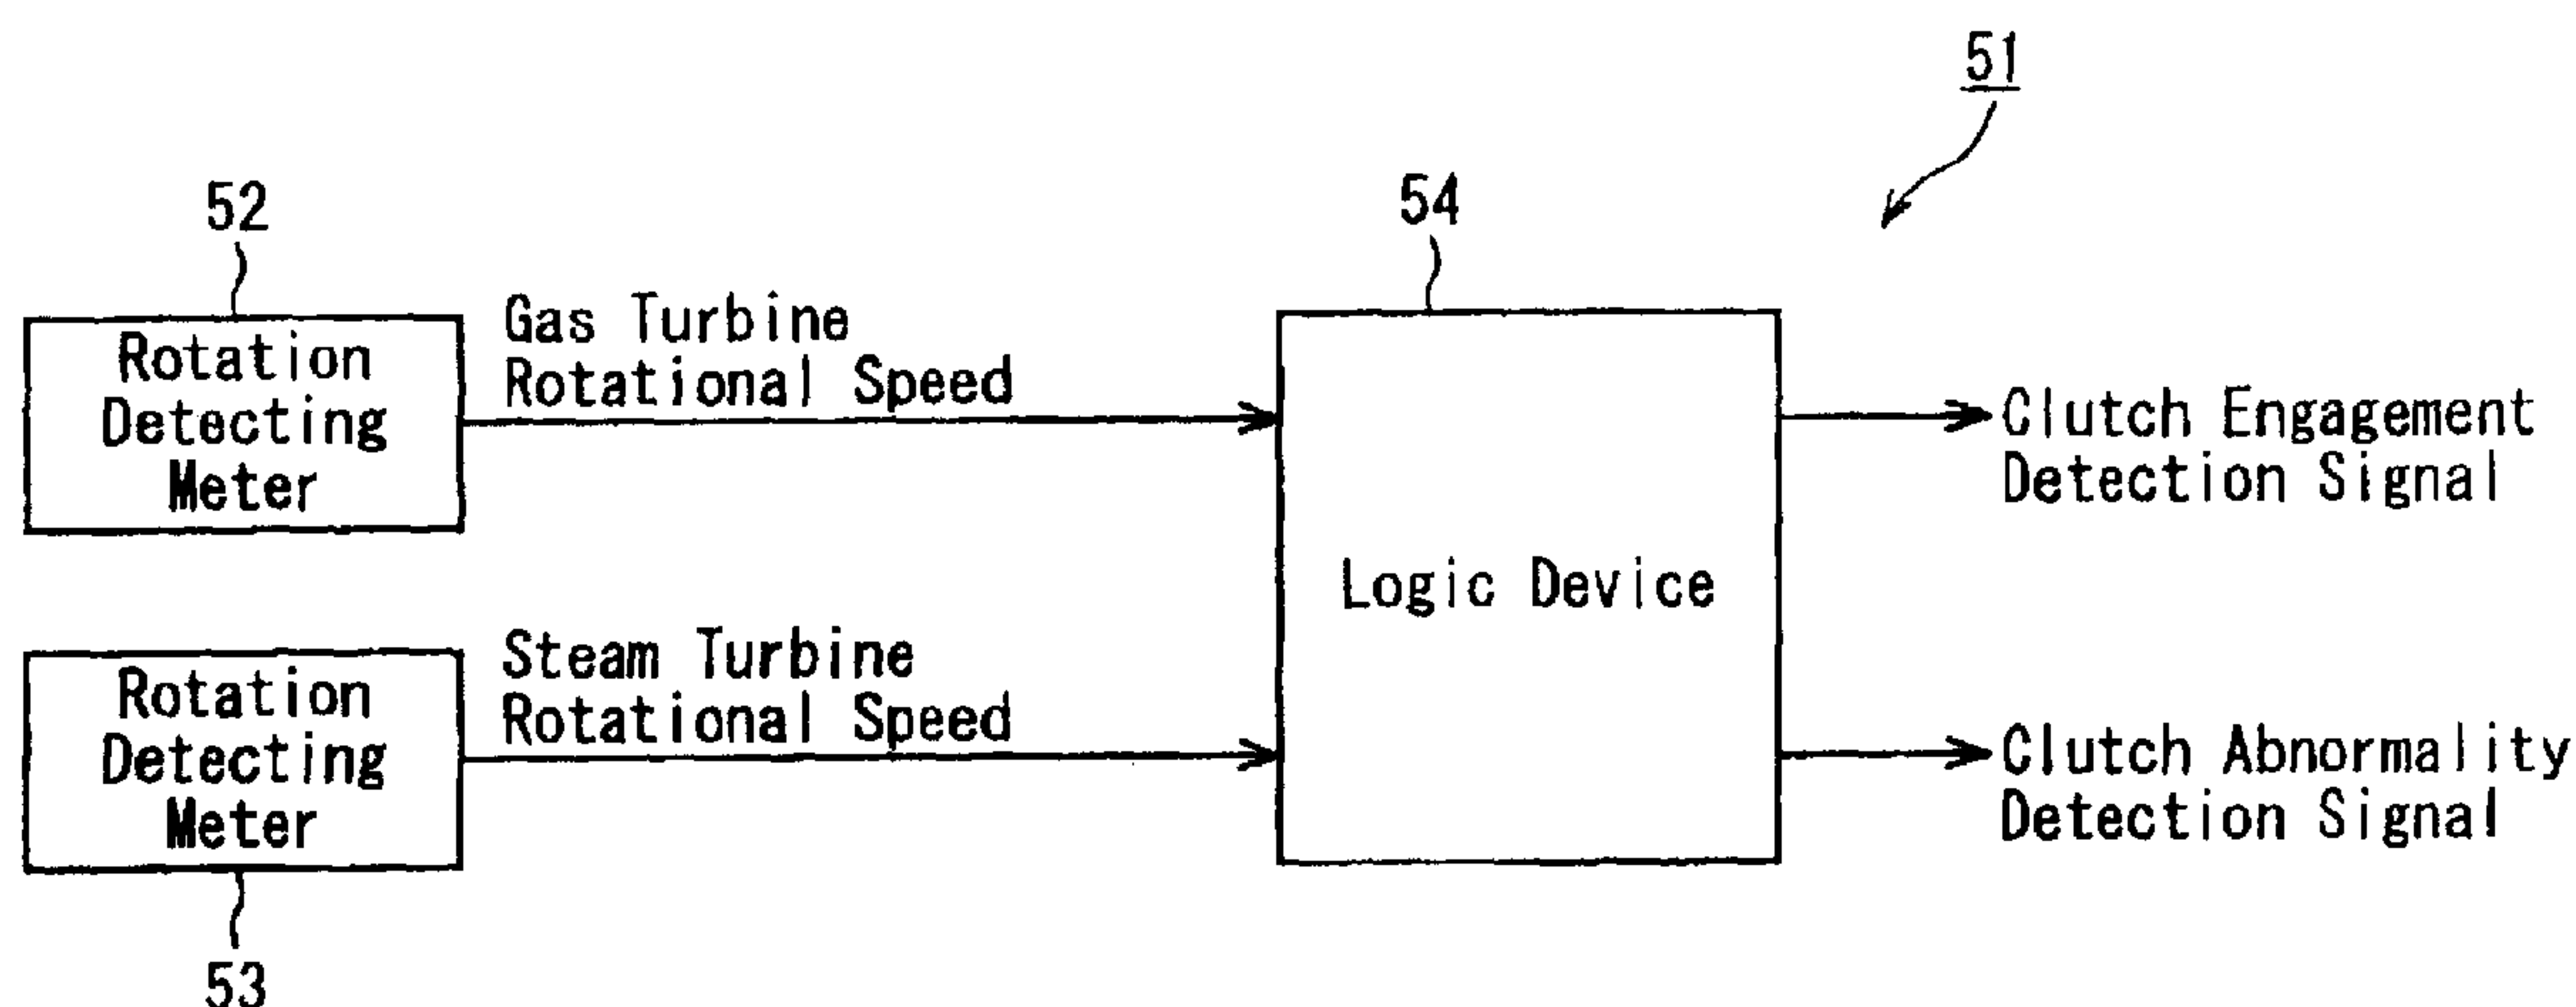 51
52
54
Rotation
Detecting
Meter
Gas Turbine
Rotational Speed
Logic Device
Clutch Engagement
Detection Signal
Rotation
Detecting
Meter
Steam Turbine
Rotational Speed
Clutch Abnormality
Detection Signal
53